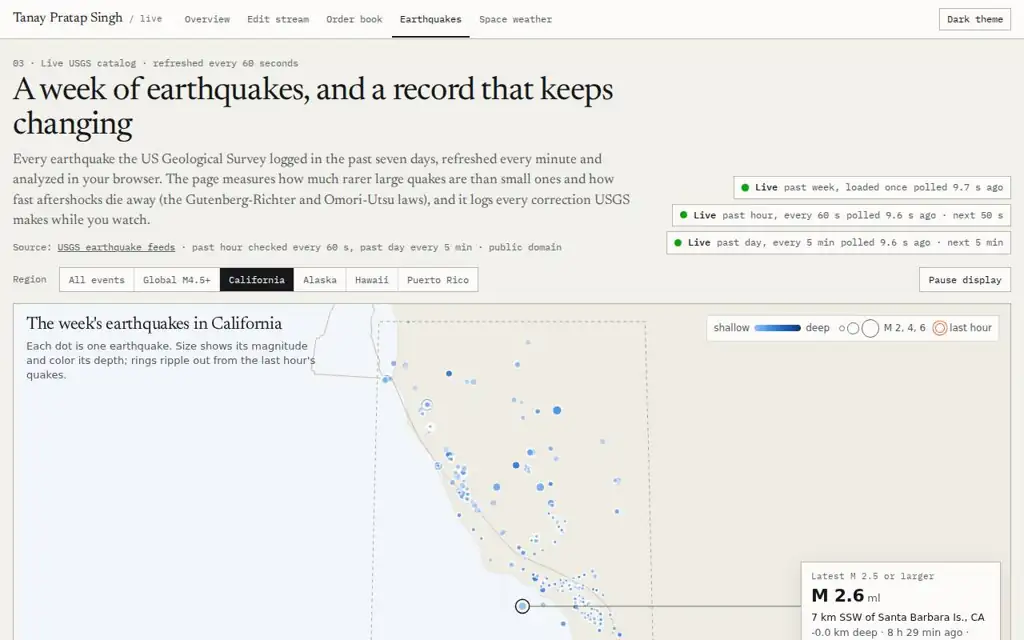 Tanay Pratap Singh / live Overview Edit stream Order book Earthquakes Space weather Dark theme
03 · Live USGS catalog · refreshed every 60 seconds
A week of earthquakes, and a record that keeps
changing
Every earthquake the US Geological Survey logged in the past seven days, refreshed every minute and
analyzed in your browser. The page measures how much rarer large quakes are than small ones and how
fast aftershocks die away (the Gutenberg-Richter and Omori-Utsu laws), and it logs every correction USGS
makes while you watch.
Live past week, loaded once polled 9.7 s ago
Live past hour, every 60 s polled 9.6 s ago · next 50 s
Live past day, every 5 min polled 9.6 s ago · next 5 min
Source: USGS earthquake feeds · past hour checked every 60 s, past day every 5 min · public domain
Region All events Global M4.5+ California Alaska Hawaii Puerto Rico Pause display
The week's earthquakes in California
Each dot is one earthquake. Size shows its magnitude
and color its depth; rings ripple out from the last hour's
quakes.
shallow deep M 2, 4, 6 last hour
Latest M 2.5 or larger
M 2.6 ml
7 km SSW of Santa Barbara Is., CA
-0.0 km deep · 8 h 29 min ago ·